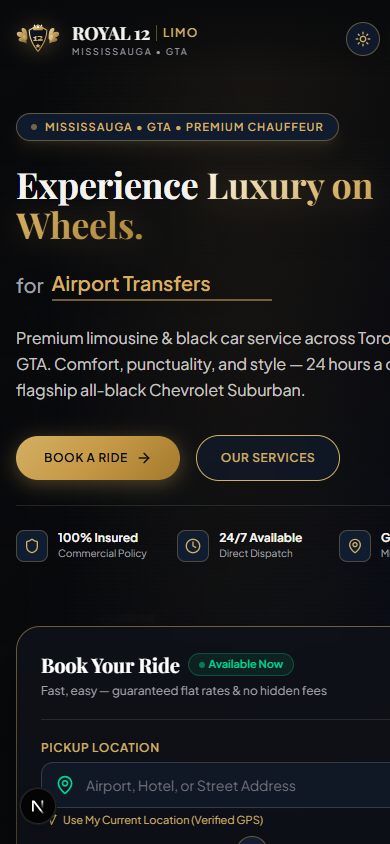 ROYAL 12 LIMO
MISSISSAUGA • GTA
12
MISSISSAUGA • GTA • PREMIUM CHAUFFEUR
Experience Luxury on
Wheels.
for Airport Transfers
Premium limousine & black car service across Toro
GTA. Comfort, punctuality, and style — 24 hours a
flagship all-black Chevrolet Suburban.
BOOK A RIDE → OUR SERVICES
100% Insured 24/7 Available G
Commercial Policy Direct Dispatch M
Book Your Ride Available Now
Fast, easy — guaranteed flat rates & no hidden fees
PICKUP LOCATION
Airport, Hotel, or Street Address
N
Use My Current Location (Verified GPS)